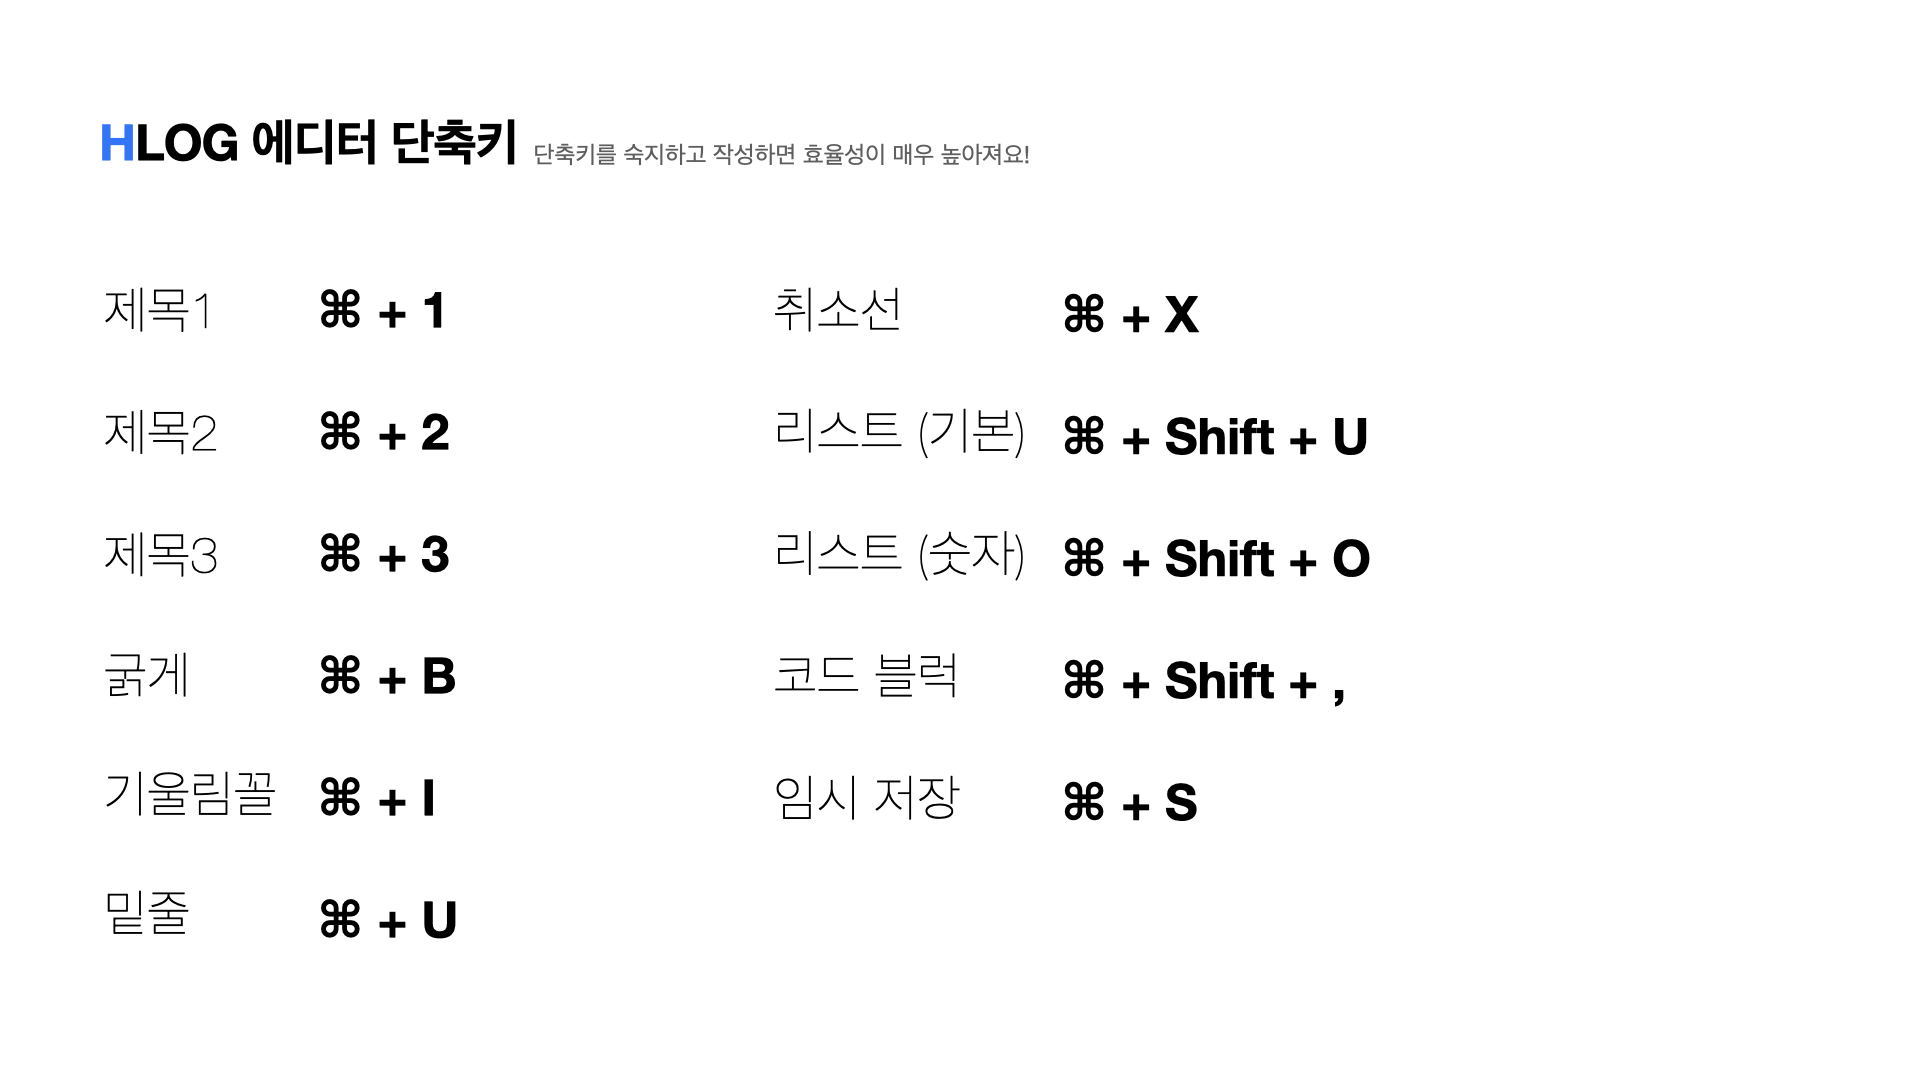 HLOG 에디터 단축키 단축키를 숙지하고 작성하면 효율성이 매우 높아져요!
제목1 ⌘ + 1
제목2 ⌘ + 2
제목3 ⌘ + 3
굵게 ⌘ + B
기울림꼴 ⌘ + I
밑줄 ⌘ + U
취소선 ⌘ + X
리스트 (기본) ⌘ + Shift + U
리스트 (숫자) ⌘ + Shift + O
코드 블럭 ⌘ + Shift + ,
임시 저장 ⌘ + S